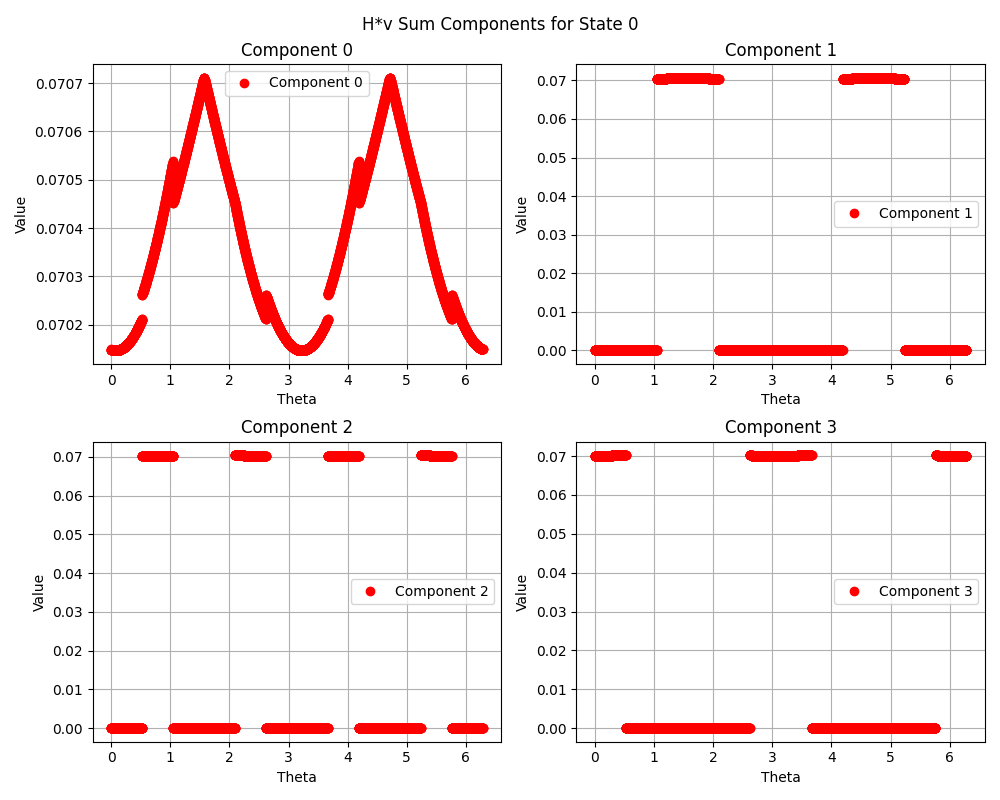 H*v Sum Components for State 0
Component 0
Component 1
0.0707
0.0706
0.0705
0.0704
0.0703
0.0702
Value
Component 0
0 1 2 3 4 5 6
Theta
0.07
0.06
0.05
0.04
0.03
0.02
0.01
0.00
Value
Component 1
0 1 2 3 4 5 6
Theta
Component 2
Component 3
0.07
0.06
0.05
0.04
0.03
0.02
0.01
0.00
Value
Component 2
0 1 2 3 4 5 6
Theta
0.07
0.06
0.05
0.04
0.03
0.02
0.01
0.00
Value
Component 3
0 1 2 3 4 5 6
Theta